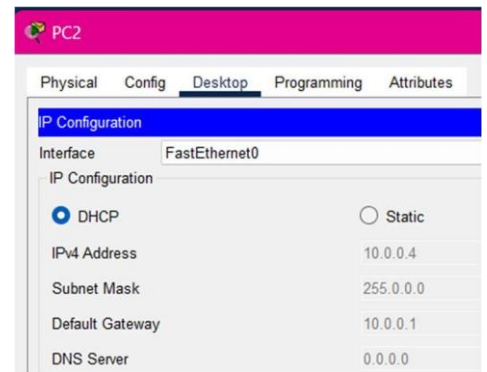 PC2
Physical Config Desktop Programming Attributes
IP Configuration
Interface FastEthernet0
IP Configuration
DHCP Static
IPv4 Address 10.0.0.4
Subnet Mask 255.0.0.0
Default Gateway 10.0.0.1
DNS Server 0.0.0.0